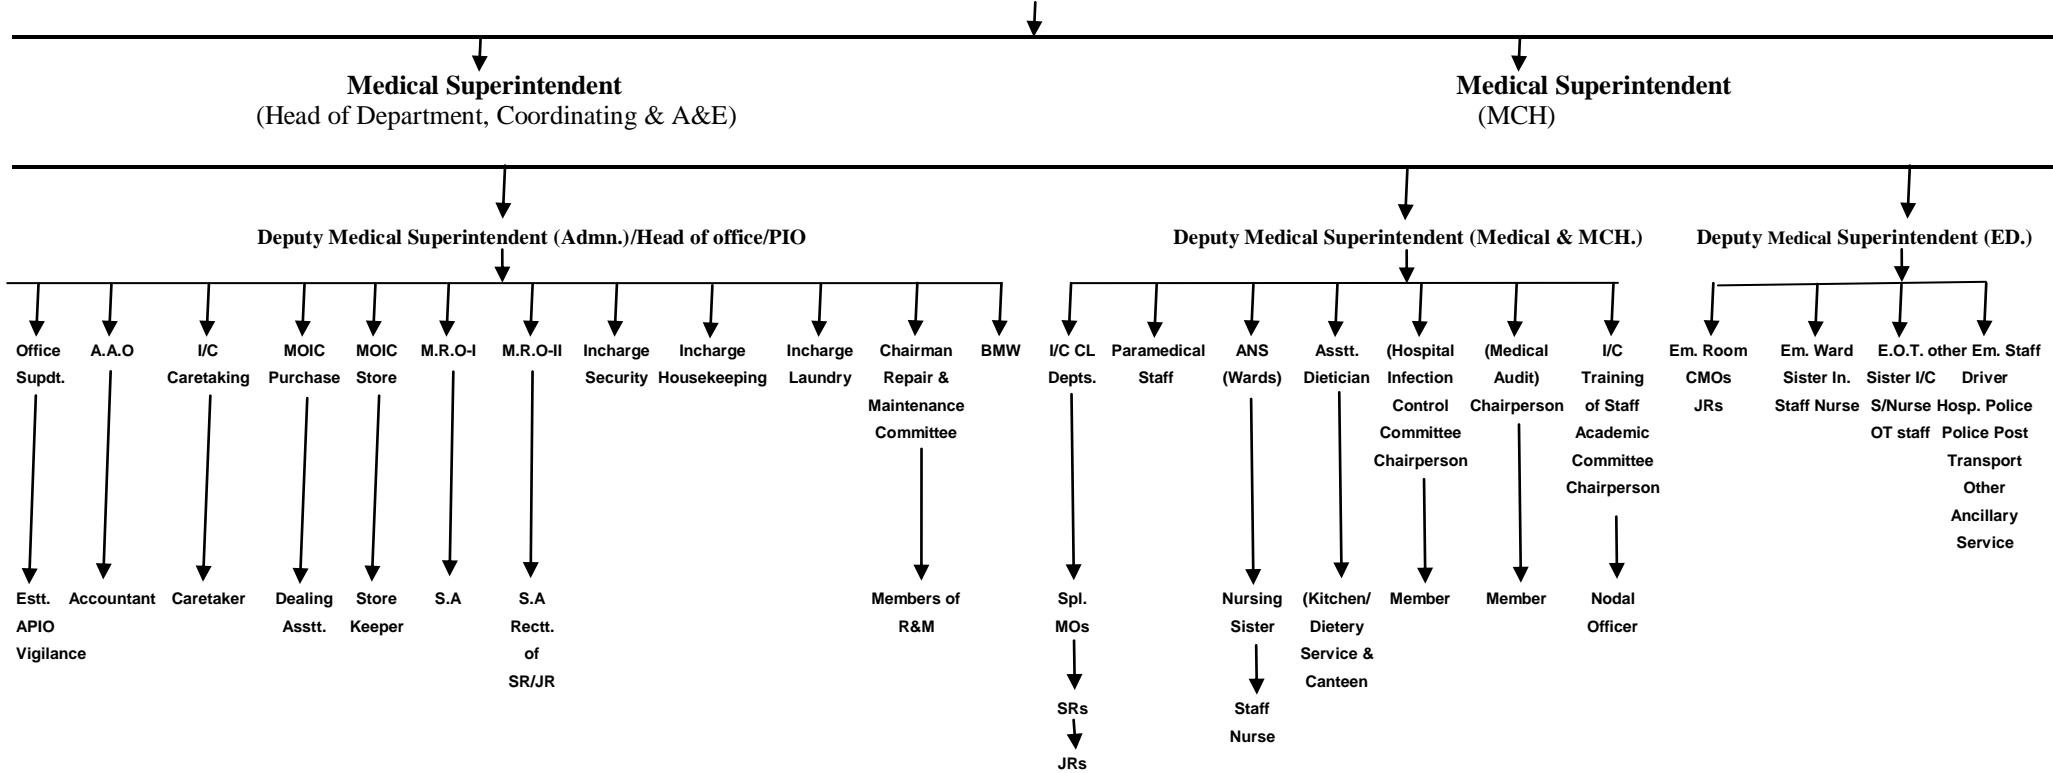 Medical Superintendent
(Head of Department, Coordinating & A&E)
Medical Superintendent
(MCH)
Deputy Medical Superintendent (Admn.)/Head of office/PIO
Deputy Medical Superintendent (Medical & MCH.)
Deputy Medical Superintendent (ED.)
Office
Supdt.
A.A.O
I/C
Caretaking
MOIC
Purchase
MOIC
Store
M.R.O-I
M.R.O-II
Incharge
Security
Incharge
Housekeeping
Incharge
Laundry
Chairman
Repair &
Maintenance
Committee
BMW
I/C CL
Depts.
Paramedical
Staff
ANS
(Wards)
Asstt.
Dietician
(Hospital
Infection
Control
Committee
Chairperson
(Medical
Audit)
Chairperson
I/C
Training
of Staff
Academic
Committee
Chairperson
Em. Room
CMOs
JRs
Em. Ward
Sister In.
Staff Nurse
E.O.T.
Sister I/C
S/Nurse
OT staff
other Em. Staff
Driver
Hosp. Police
Police Post
Transport
Other
Ancillary
Service
Estt.
APIO
Vigilance
Accountant
Caretaker
Dealing
Asstt.
Store
Keeper
S.A
S.A
Rectt.
of
SR/JR
Members of
R&M
Spl.
MOs
SRs
JRs
Nursing
Sister
Staff
Nurse
(Kitchen/
Dietery
Service &
Canteen
Member
Member
Nodal
Officer